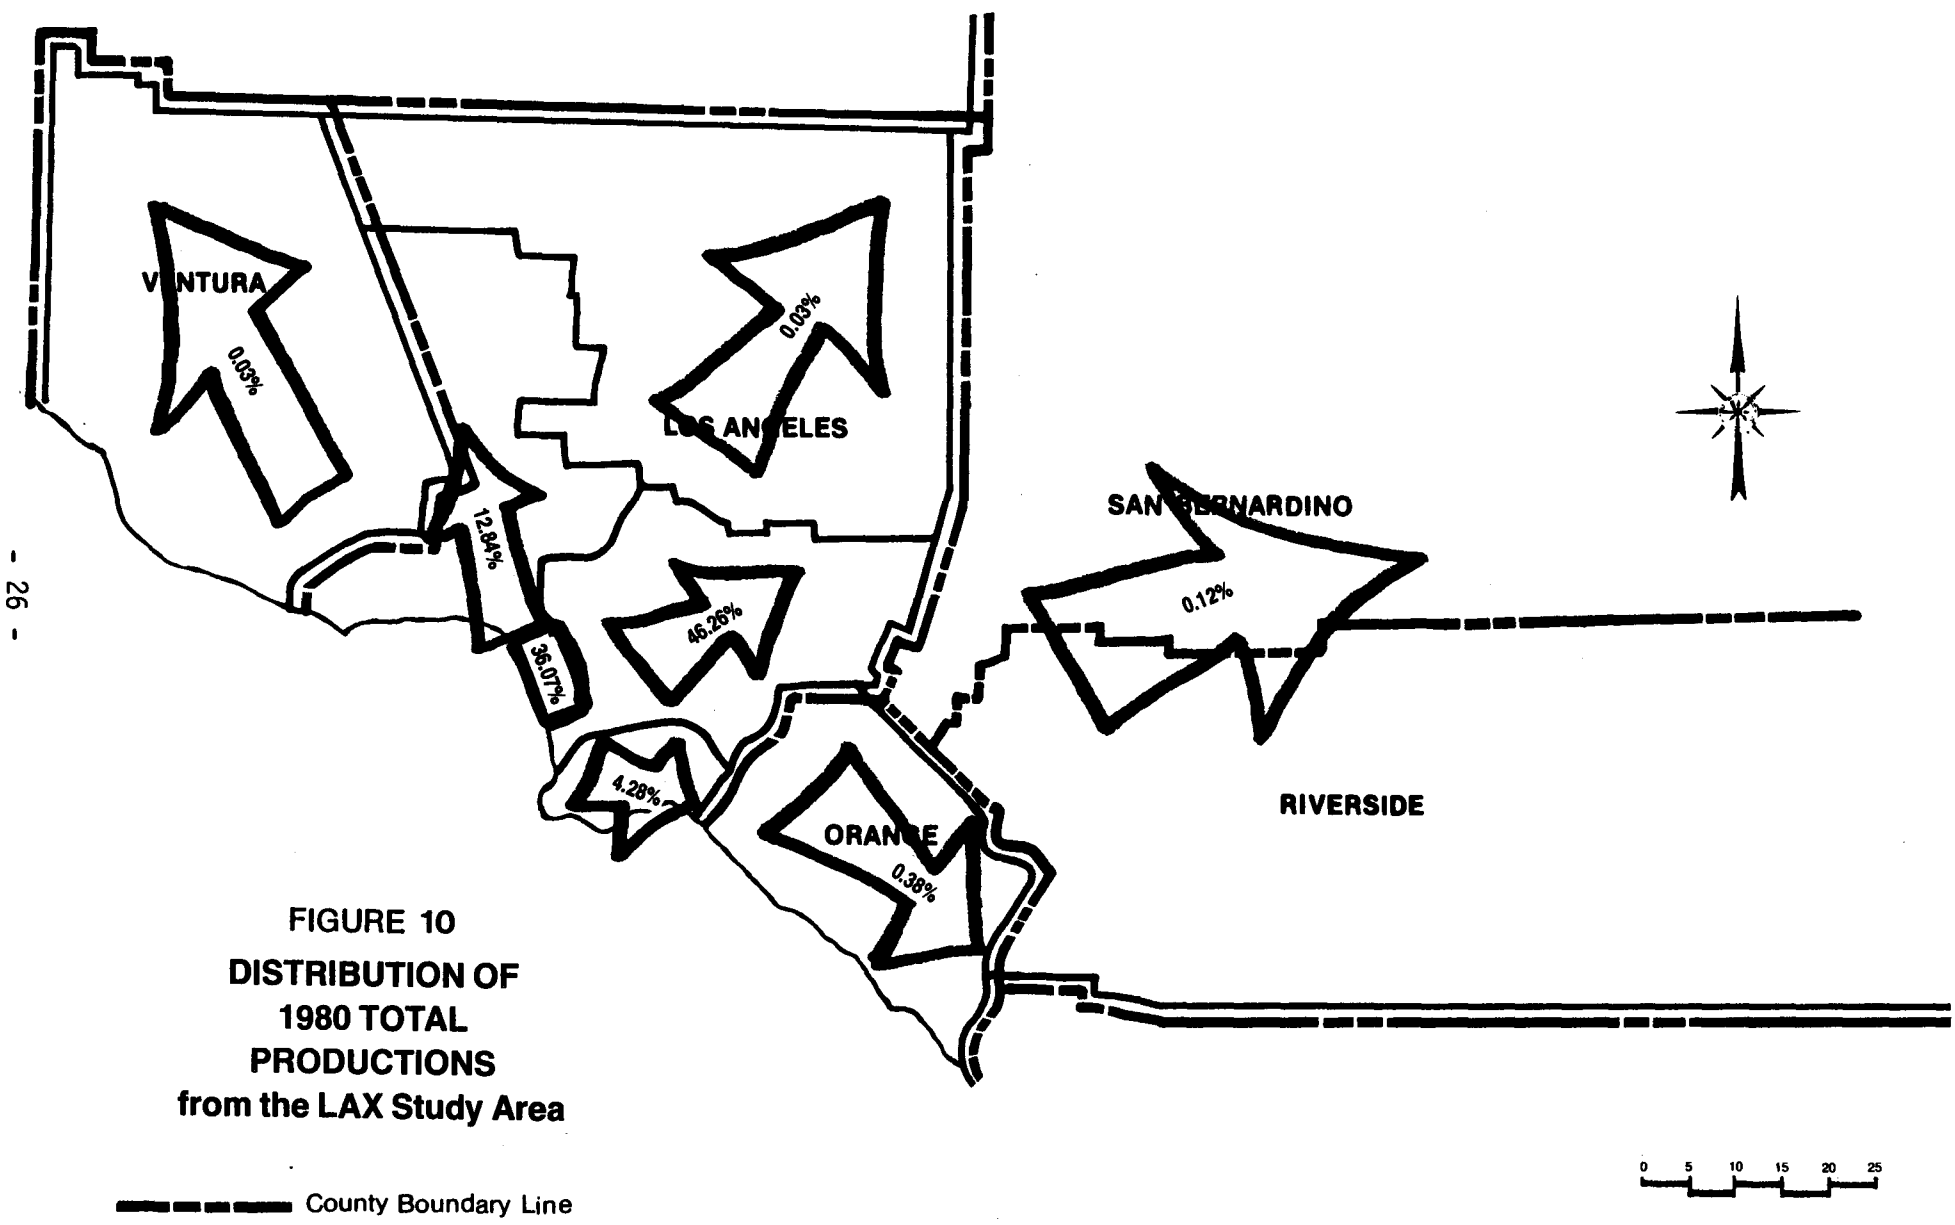 VENTURA
0.03%
0.03%
LOS ANGELES
12.84%
46.26%
36.07%
4.28%
SAN BERNARDINO
0.12%
ORANGE
0.38%
RIVERSIDE
- 26 -
FIGURE 10
DISTRIBUTION OF
1980 TOTAL
PRODUCTIONS
from the LAX Study Area
County Boundary Line
0 5 10 15 20 25